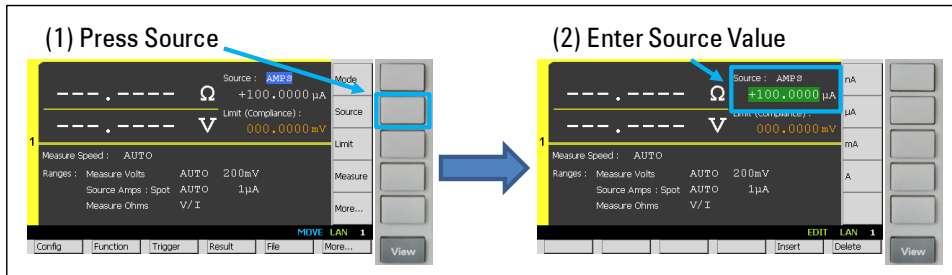 (1) Press Source
(2) Enter Source Value
---.---- Ω
Source : AMPS
+100.0000 µA
Limit (Compliance) :
---.---- V
000.0000 mV
1
Measure Speed : AUTO
Ranges : Measure Volts AUTO 200mV
Source Amps : Spot AUTO 1µA
Measure Ohms V/I
MOVE LAN 1
Mode
Source
Limit
Measure
More...
Config Function Trigger Result File More...
View
---.---- Ω
Source : AMPS
+100.0000 µA
Limit (Compliance) :
---.---- V
000.0000 mV
1
Measure Speed : AUTO
Ranges : Measure Volts AUTO 200mV
Source Amps : Spot AUTO 1µA
Measure Ohms V/I
EDIT LAN 1
nA
µA
mA
A
Insert Delete
View